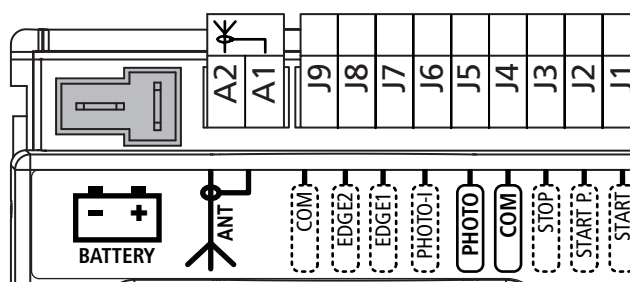 A2 A1 J9 J8 J7 J6 J5 J4 J3 J2 J1
- +
BATTERY
ANT
COM
EDGE2
EDGE1
PHOTO-I
PHOTO
COM
STOP
START P.
START